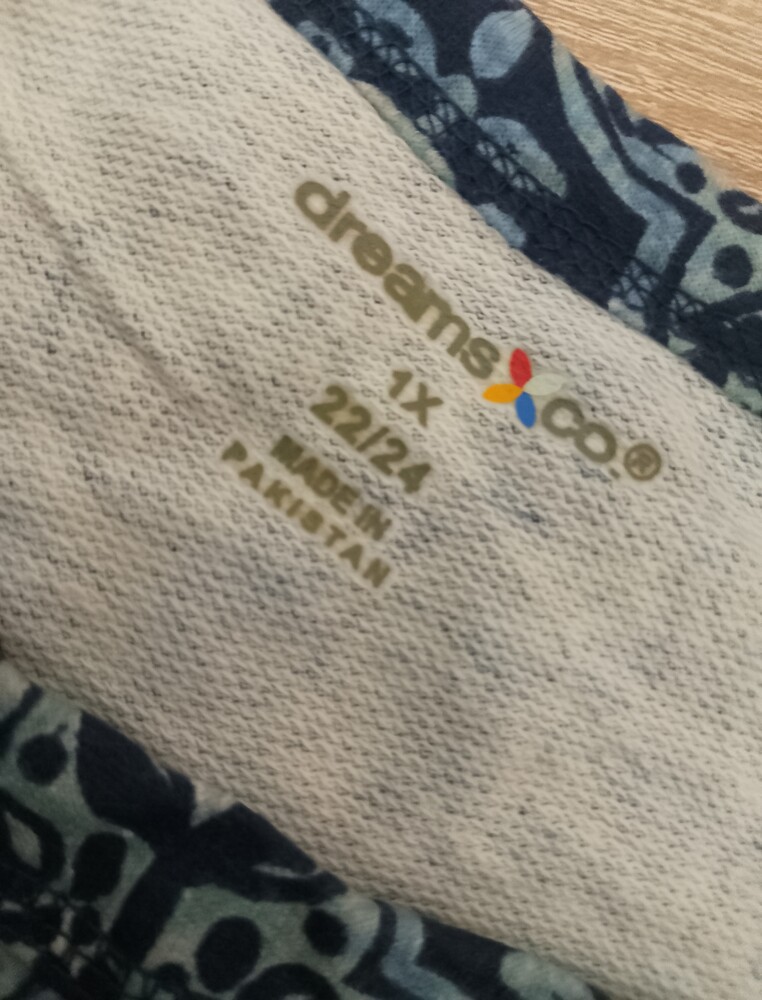 dreams co.®
1X
22/24
MADE IN
PAKISTAN